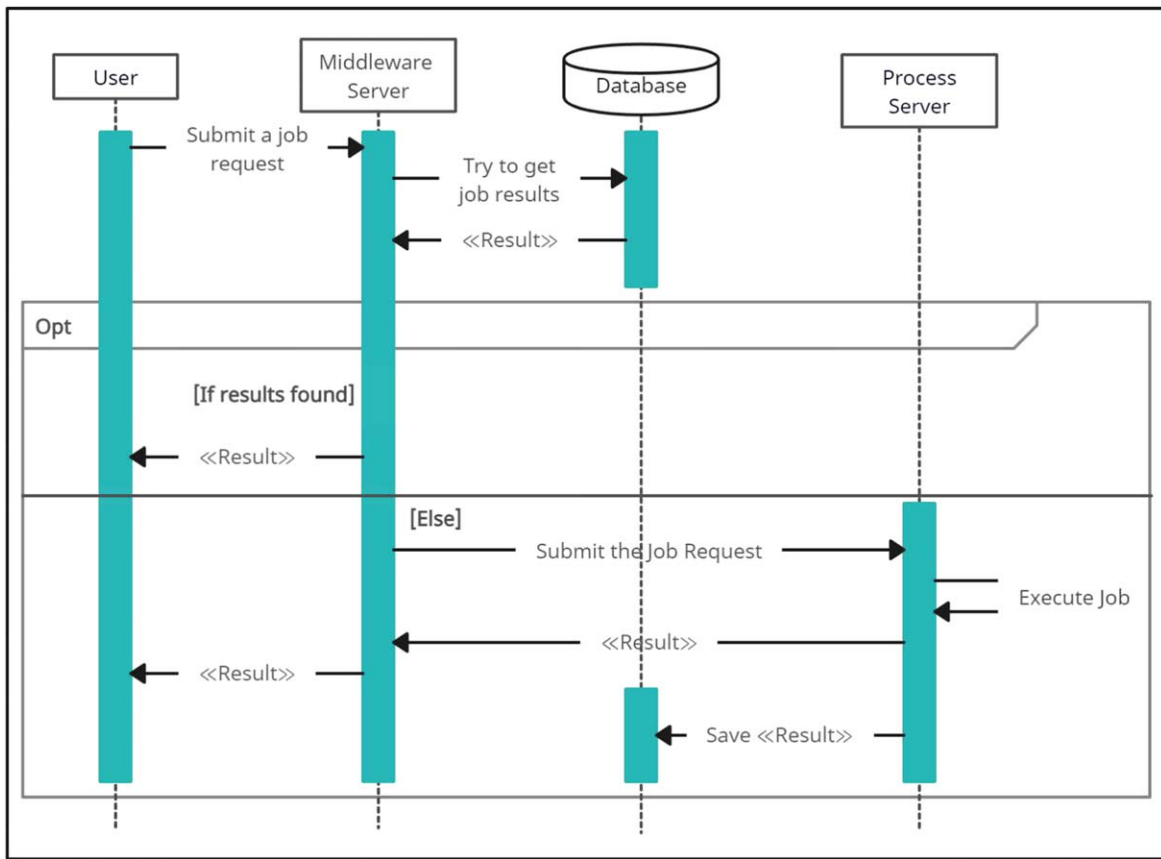 User
Middleware
Server
Database
Process
Server
Submit a job
request
Try to get
job results
≪Result≫
Opt
[If results found]
≪Result≫
[Else]
Submit the Job Request
Execute Job
≪Result≫
≪Result≫
Save ≪Result≫